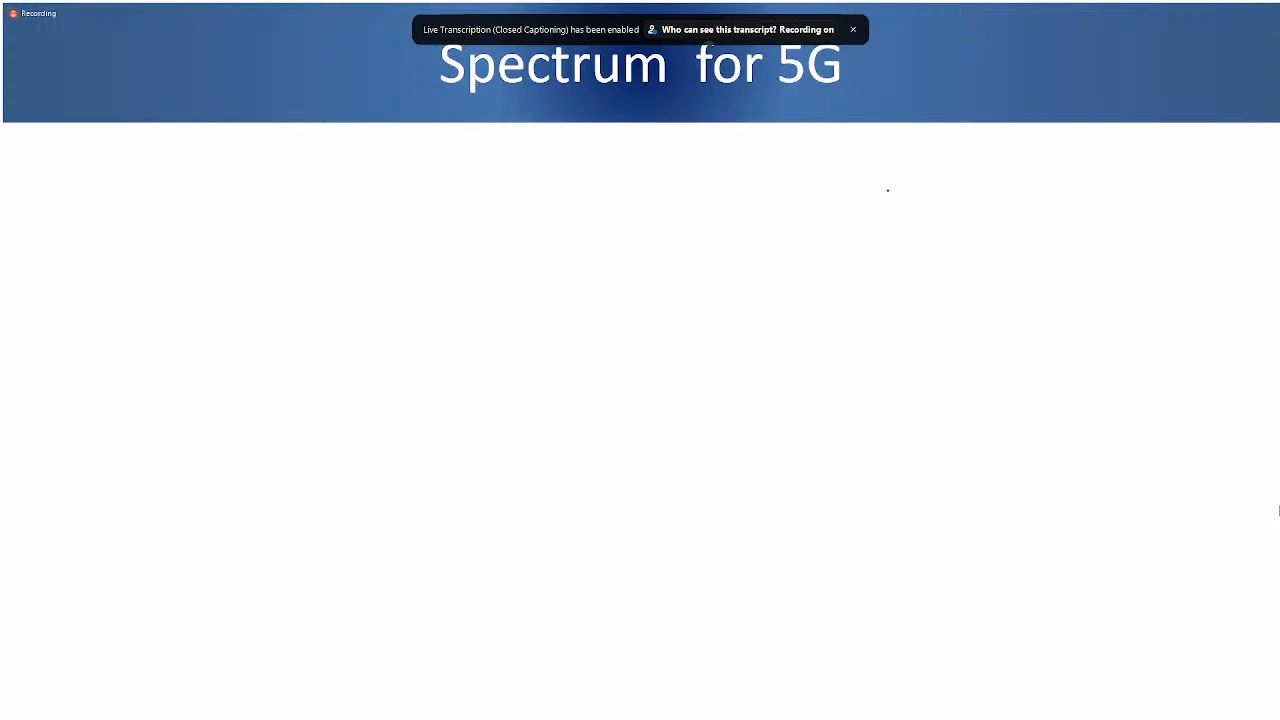 Recording
Live Transcription (Closed Captioning) has been enabled Who can see this transcript? Recording on
Spectrum for 5G